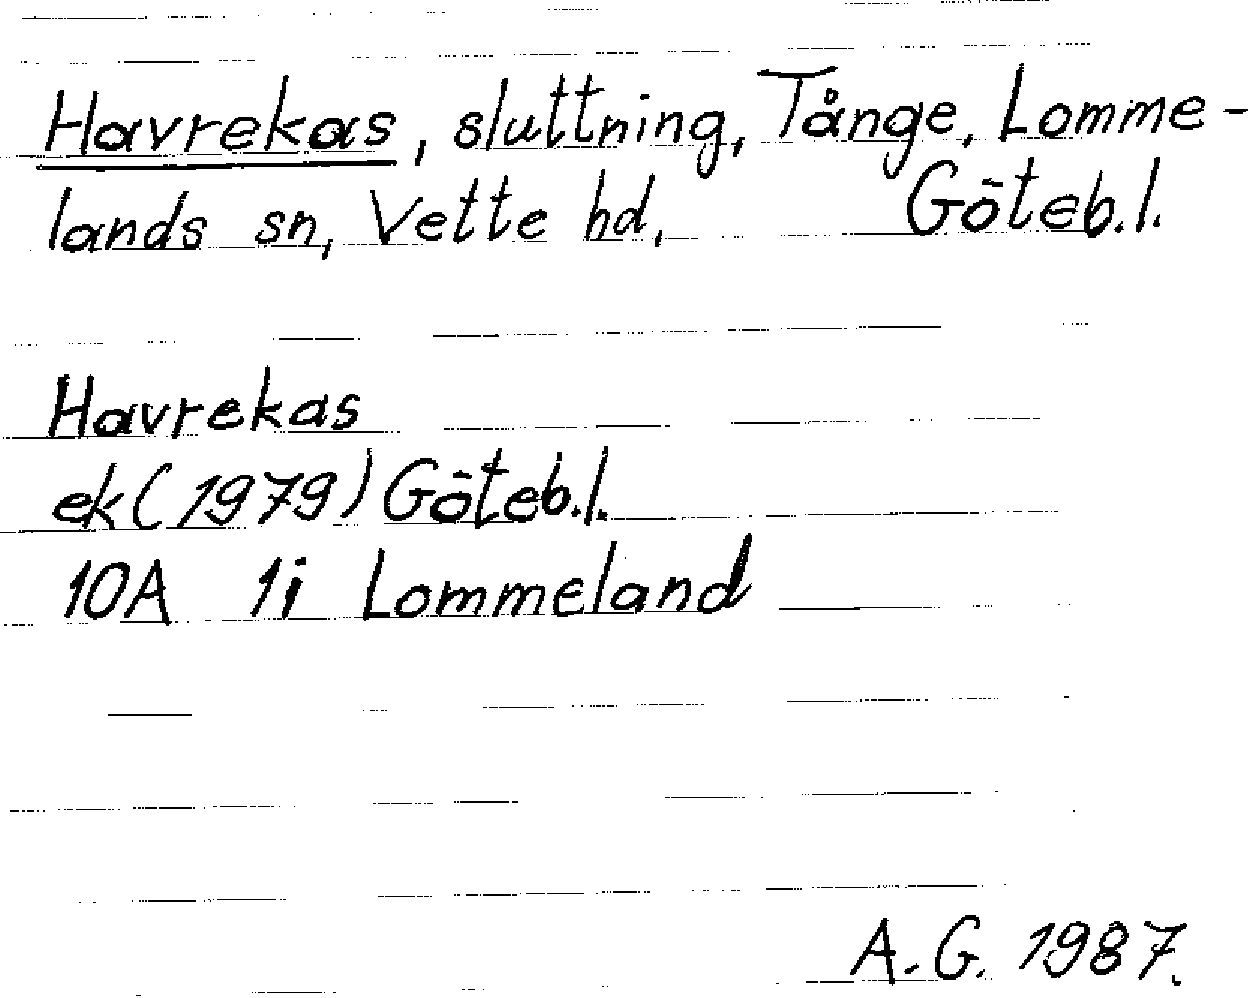 Havrekas, sluttning, Tånge, Lomme-
lands sn, Vette hd, Göteb.l.
Havrekas
ek (1979) Göteb.l.
10A 1i Lommeland
A.G. 1987.